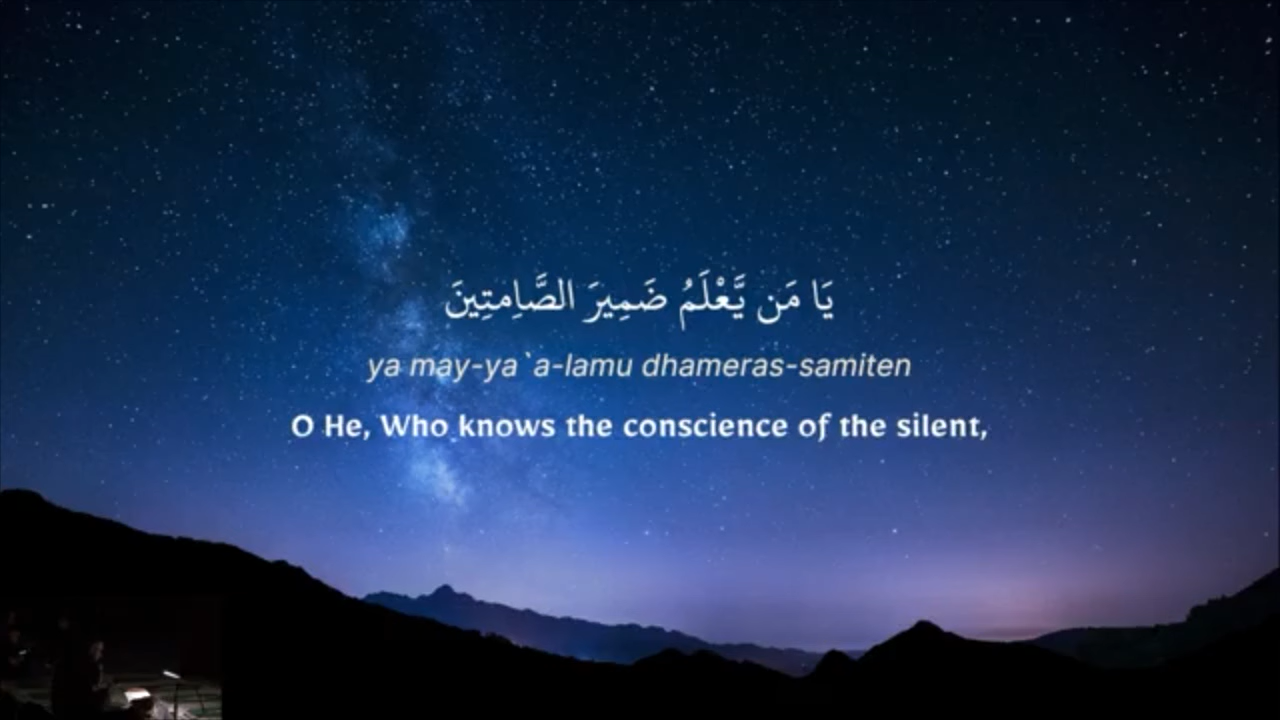 يَا مَن يَّعْلَمُ ضَمِيرَ الصَّامِتِينَ
ya may-ya`a-lamu dhameras-samiten
O He, Who knows the conscience of the silent,